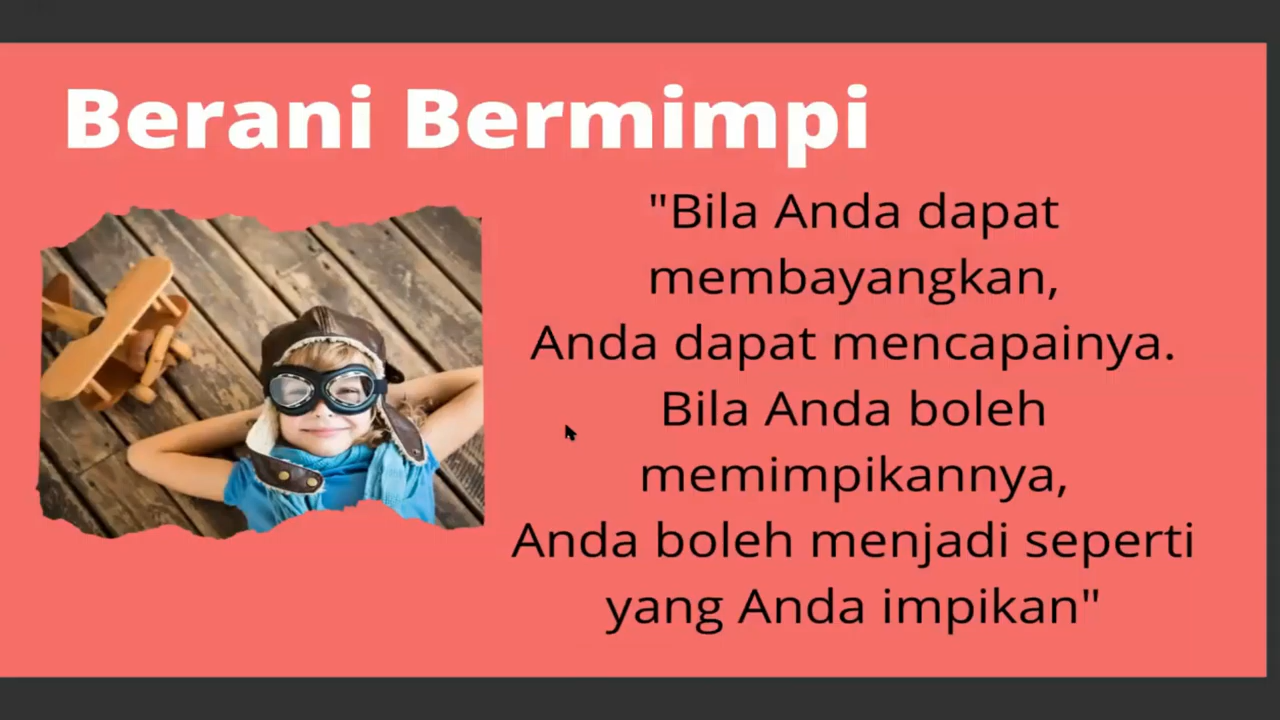 Berani Bermimpi
"Bila Anda dapat
membayangkan,
Anda dapat mencapainya.
Bila Anda boleh
memimpikannya,
Anda boleh menjadi seperti
yang Anda impikan"